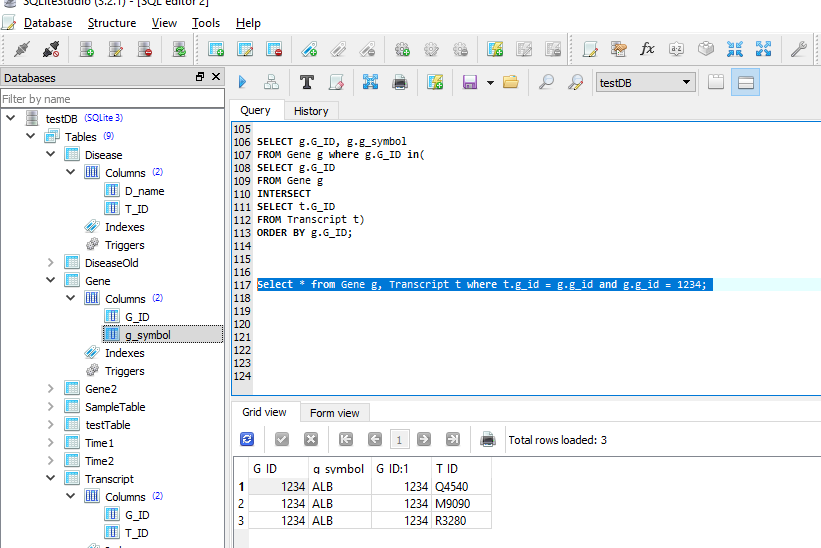 SQLiteStudio (3.2.1) - [SQL editor 2]
Database Structure View Tools Help
Databases
Filter by name
testDB (SQLite 3)
Tables (9)
Disease
Columns (2)
D_name
T_ID
Indexes
Triggers
DiseaseOld
Gene
Columns (2)
G_ID
g_symbol
Indexes
Triggers
Gene2
SampleTable
testTable
Time1
Time2
Transcript
Columns (2)
G_ID
T_ID
testDB
Query History
105
106 SELECT g.G_ID, g.g_symbol
107 FROM Gene g where g.G_ID in(
108 SELECT g.G_ID
109 FROM Gene g
110 INTERSECT
111 SELECT t.G_ID
112 FROM Transcript t)
113 ORDER BY g.G_ID;
114
115
116
117 Select * from Gene g, Transcript t where t.g_id = g.g_id and g.g_id = 1234;
118
119
120
121
122
123
124
Grid view Form view
1 Total rows loaded: 3
G_ID g_symbol G_ID:1 T_ID
1 1234 ALB 1234 Q4540
2 1234 ALB 1234 M9090
3 1234 ALB 1234 R3280